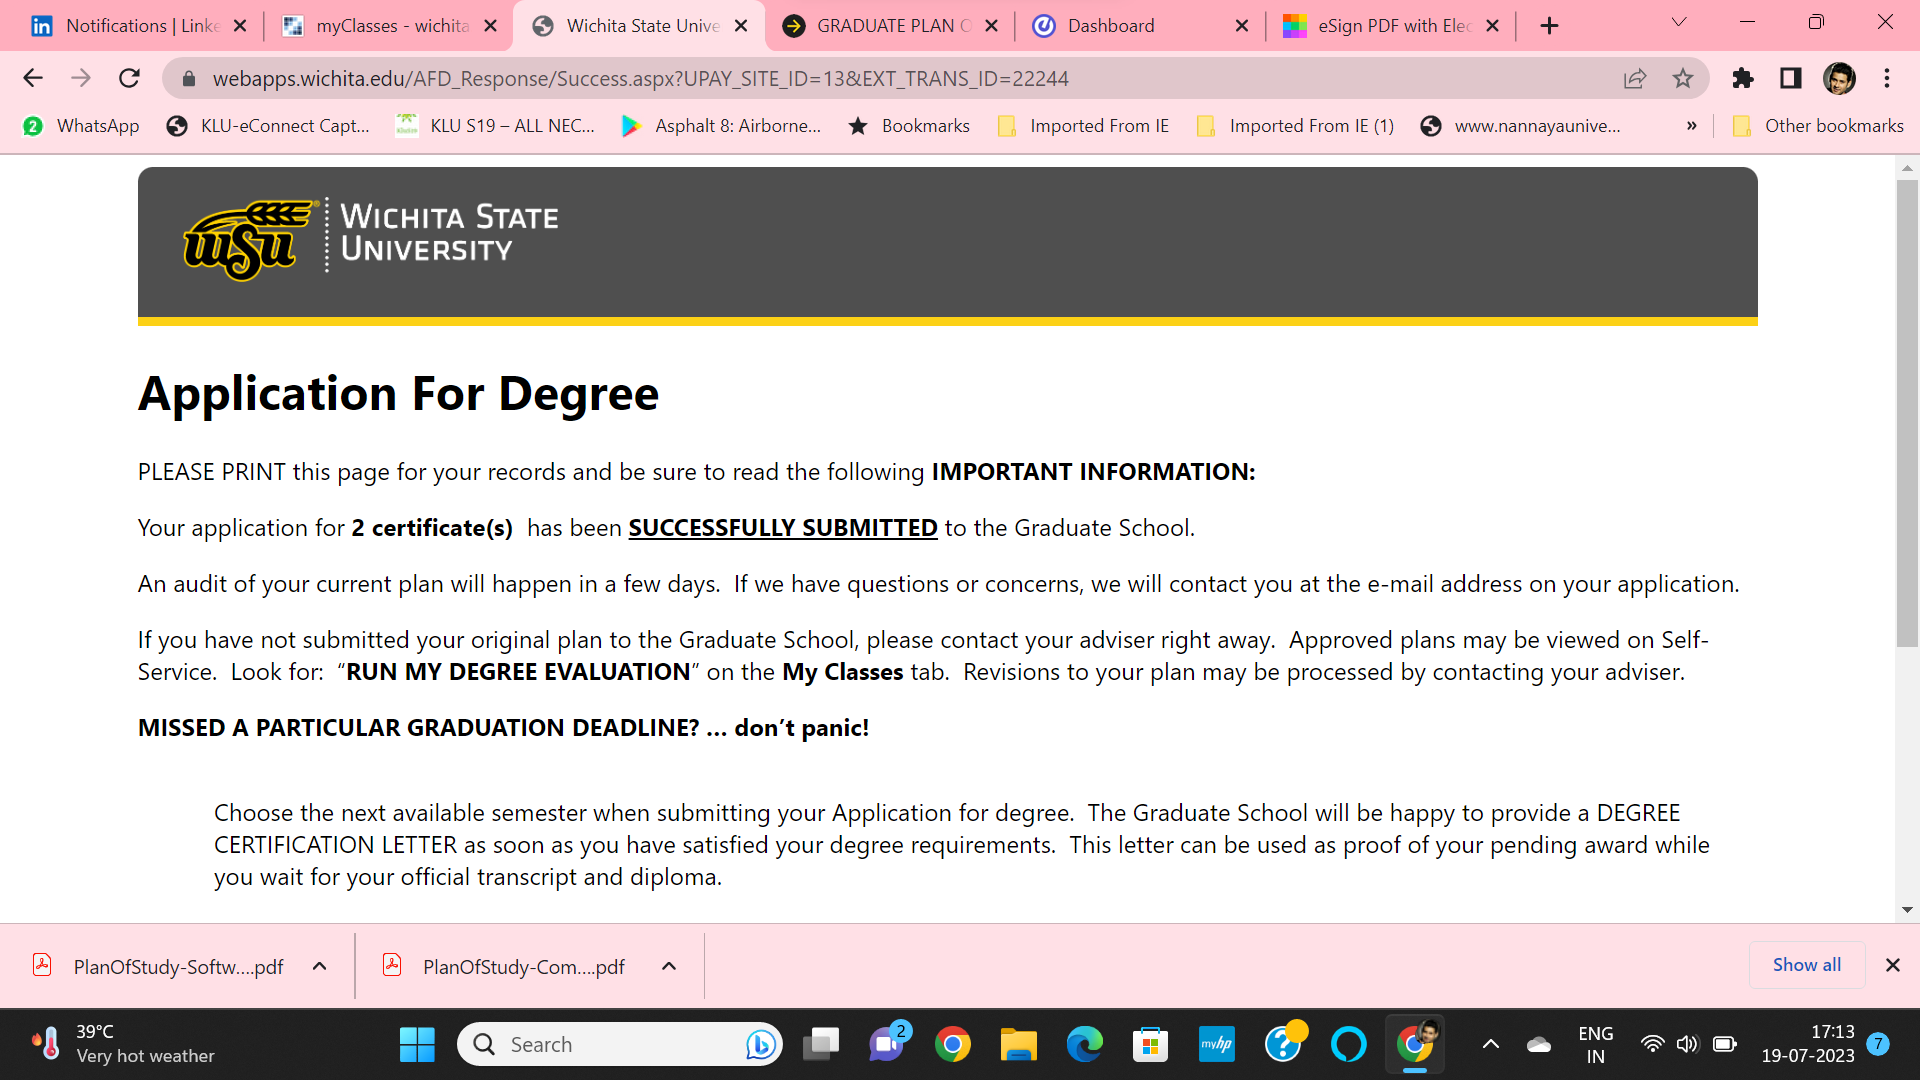 Notifications | Linke
myClasses - wichita
Wichita State Unive
GRADUATE PLAN O
Dashboard
eSign PDF with Elec
webapps.wichita.edu/AFD_Response/Success.aspx?UPAY_SITE_ID=13&EXT_TRANS_ID=22244
2 WhatsApp
KLU-eConnect Capt...
KLU S19 – ALL NEC...
Asphalt 8: Airborne...
Bookmarks
Imported From IE
Imported From IE (1)
www.nannayaunive...
»
Other bookmarks
WSU
WICHITA STATE
UNIVERSITY
Application For Degree
PLEASE PRINT this page for your records and be sure to read the following IMPORTANT INFORMATION:
Your application for 2 certificate(s)  has been SUCCESSFULLY SUBMITTED to the Graduate School.
An audit of your current plan will happen in a few days.  If we have questions or concerns, we will contact you at the e-mail address on your application.
If you have not submitted your original plan to the Graduate School, please contact your adviser right away.  Approved plans may be viewed on Self-
Service.  Look for:  “RUN MY DEGREE EVALUATION” on the My Classes tab.  Revisions to your plan may be processed by contacting your adviser.
MISSED A PARTICULAR GRADUATION DEADLINE? … don’t panic!
Choose the next available semester when submitting your Application for degree.  The Graduate School will be happy to provide a DEGREE
CERTIFICATION LETTER as soon as you have satisfied your degree requirements.  This letter can be used as proof of your pending award while
you wait for your official transcript and diploma.
PlanOfStudy-Softw....pdf
PlanOfStudy-Com....pdf
Show all
39°C
Very hot weather
Search
2
myhp
ENG
IN
17:13
19-07-2023
7